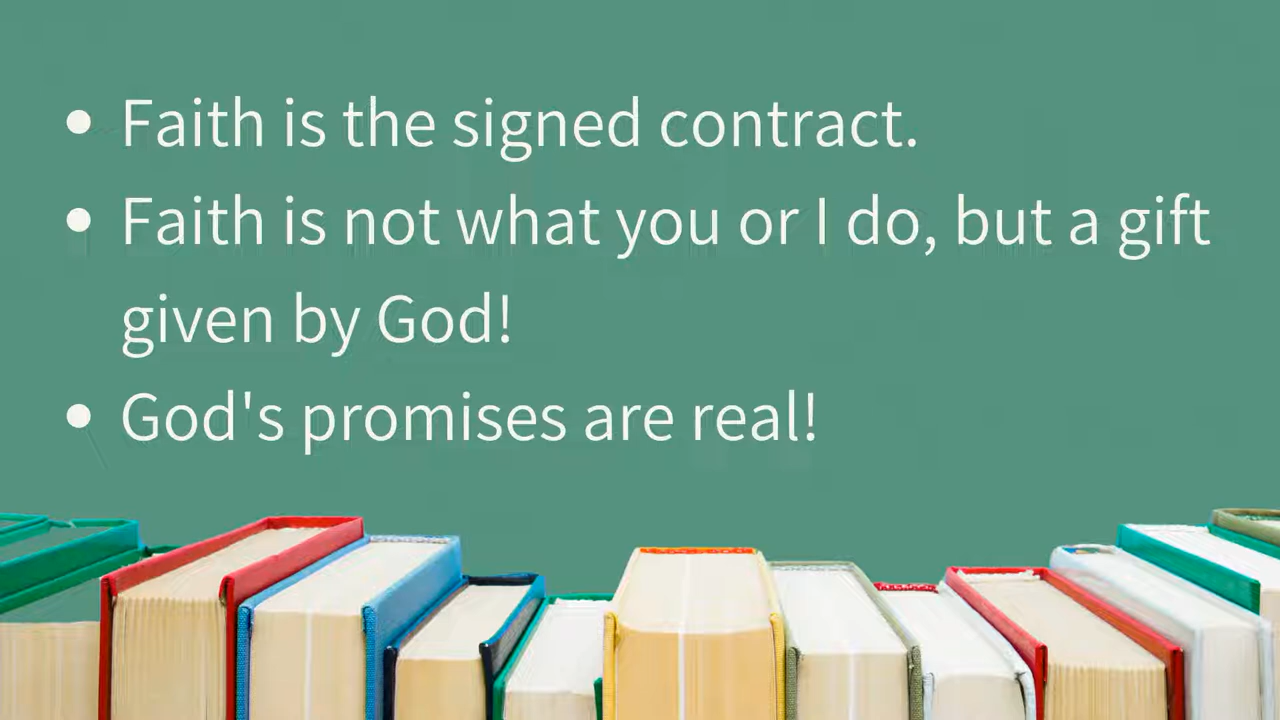 • Faith is the signed contract.
• Faith is not what you or I do, but a gift
given by God!
• God's promises are real!